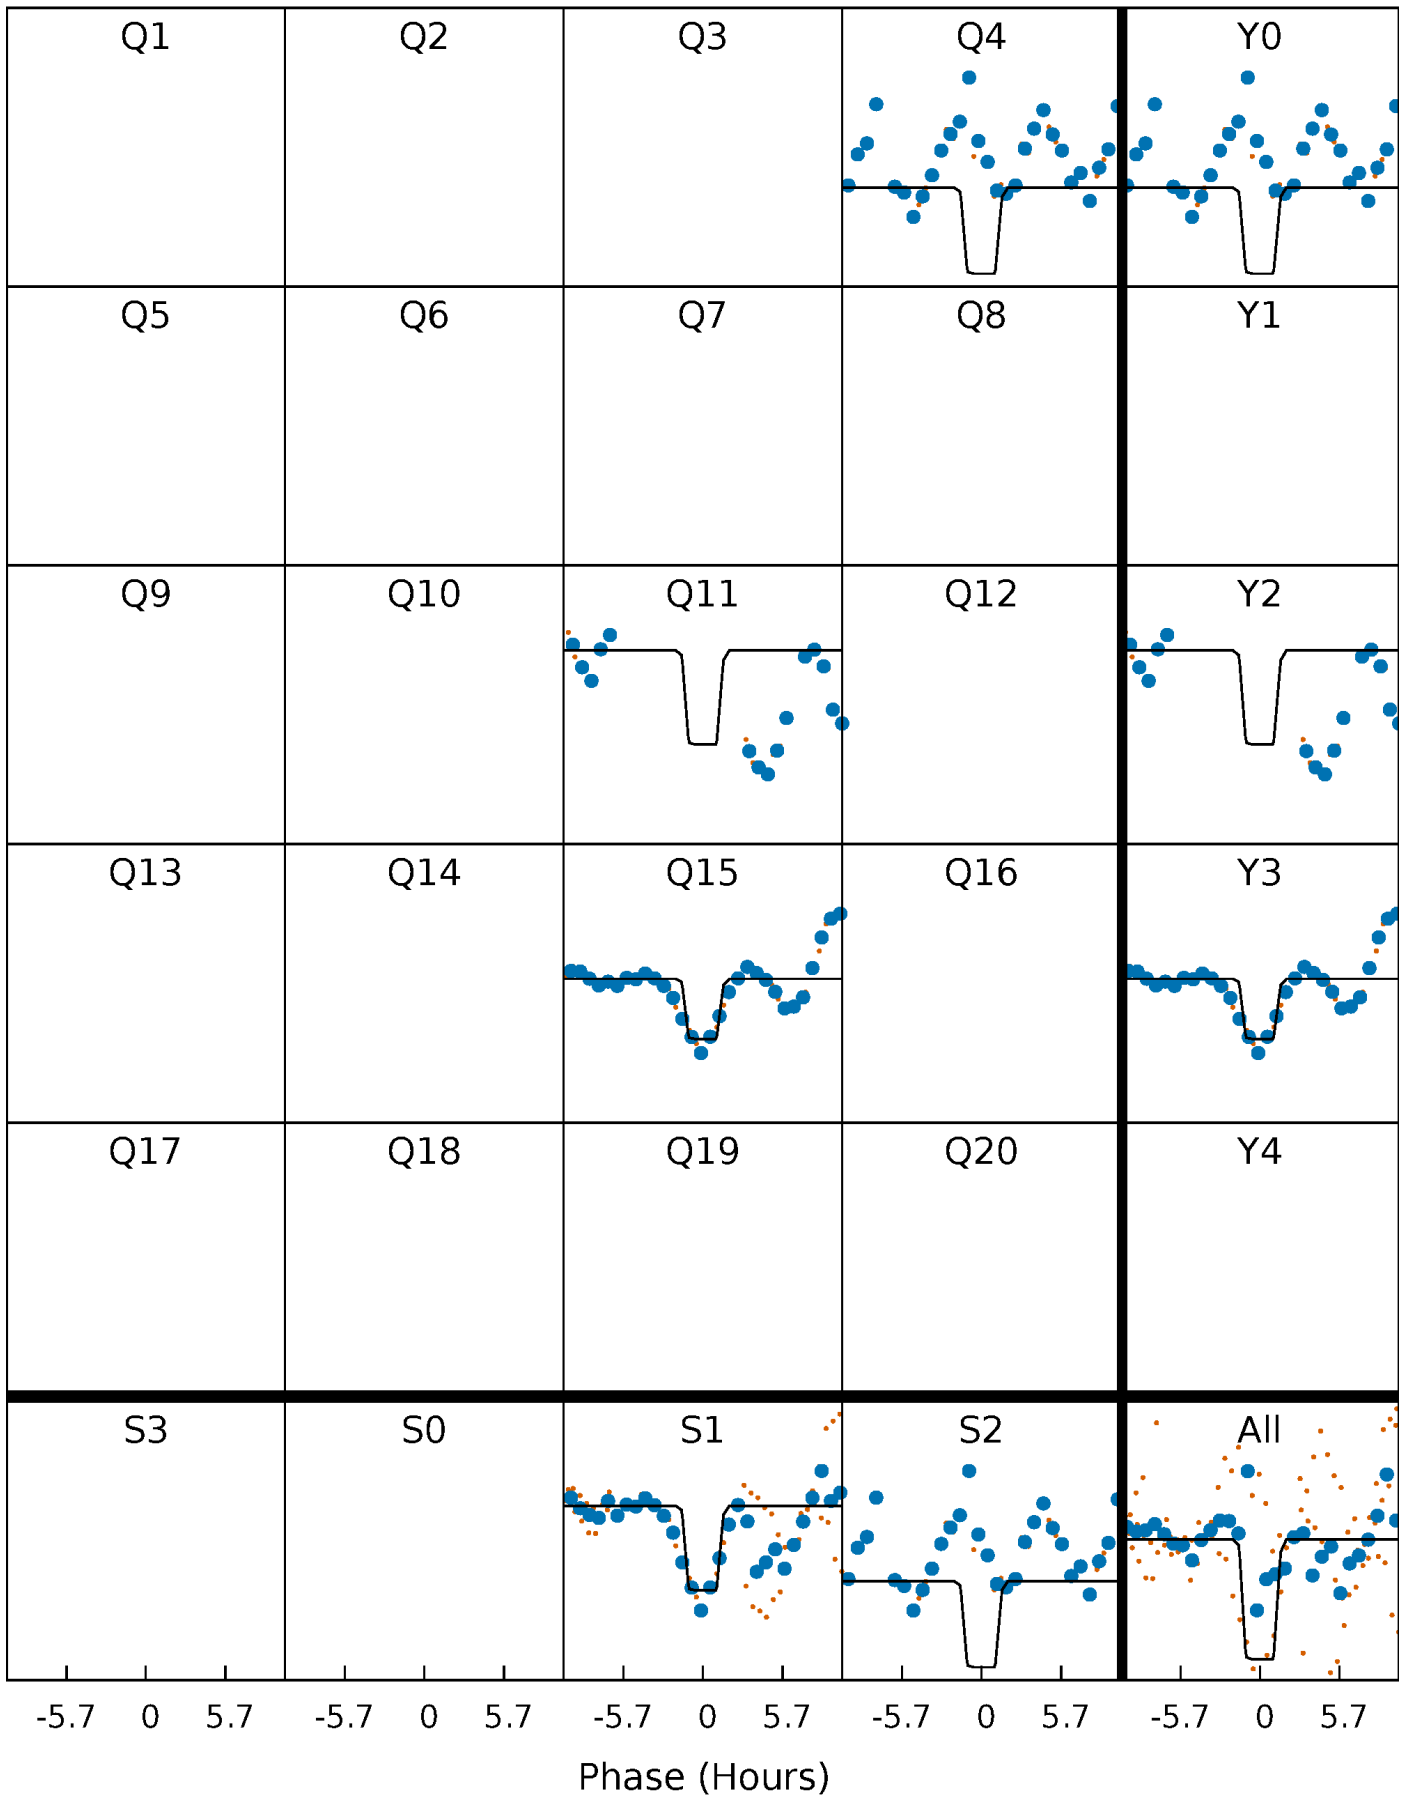 Q1 Q2 Q3 Q4 Y0
Q5 Q6 Q7 Q8 Y1
Q9 Q10 Q11 Q12 Y2
Q13 Q14 Q15 Q16 Y3
Q17 Q18 Q19 Q20 Y4
S3 S0 S1 S2 All
-5.7 0 5.7 -5.7 0 5.7 -5.7 0 5.7 -5.7 0 5.7 -5.7 0 5.7
Phase (Hours)